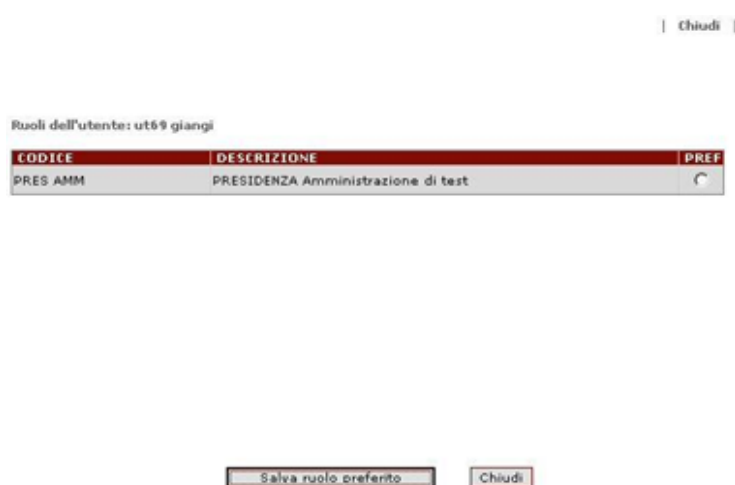 | Chiudi |
Ruoli dell'utente: ut69 giangi
CODICE DESCRIZIONE PREF
PRES AMM PRESIDENZA Amministrazione di test
Salva ruolo preferito Chiudi